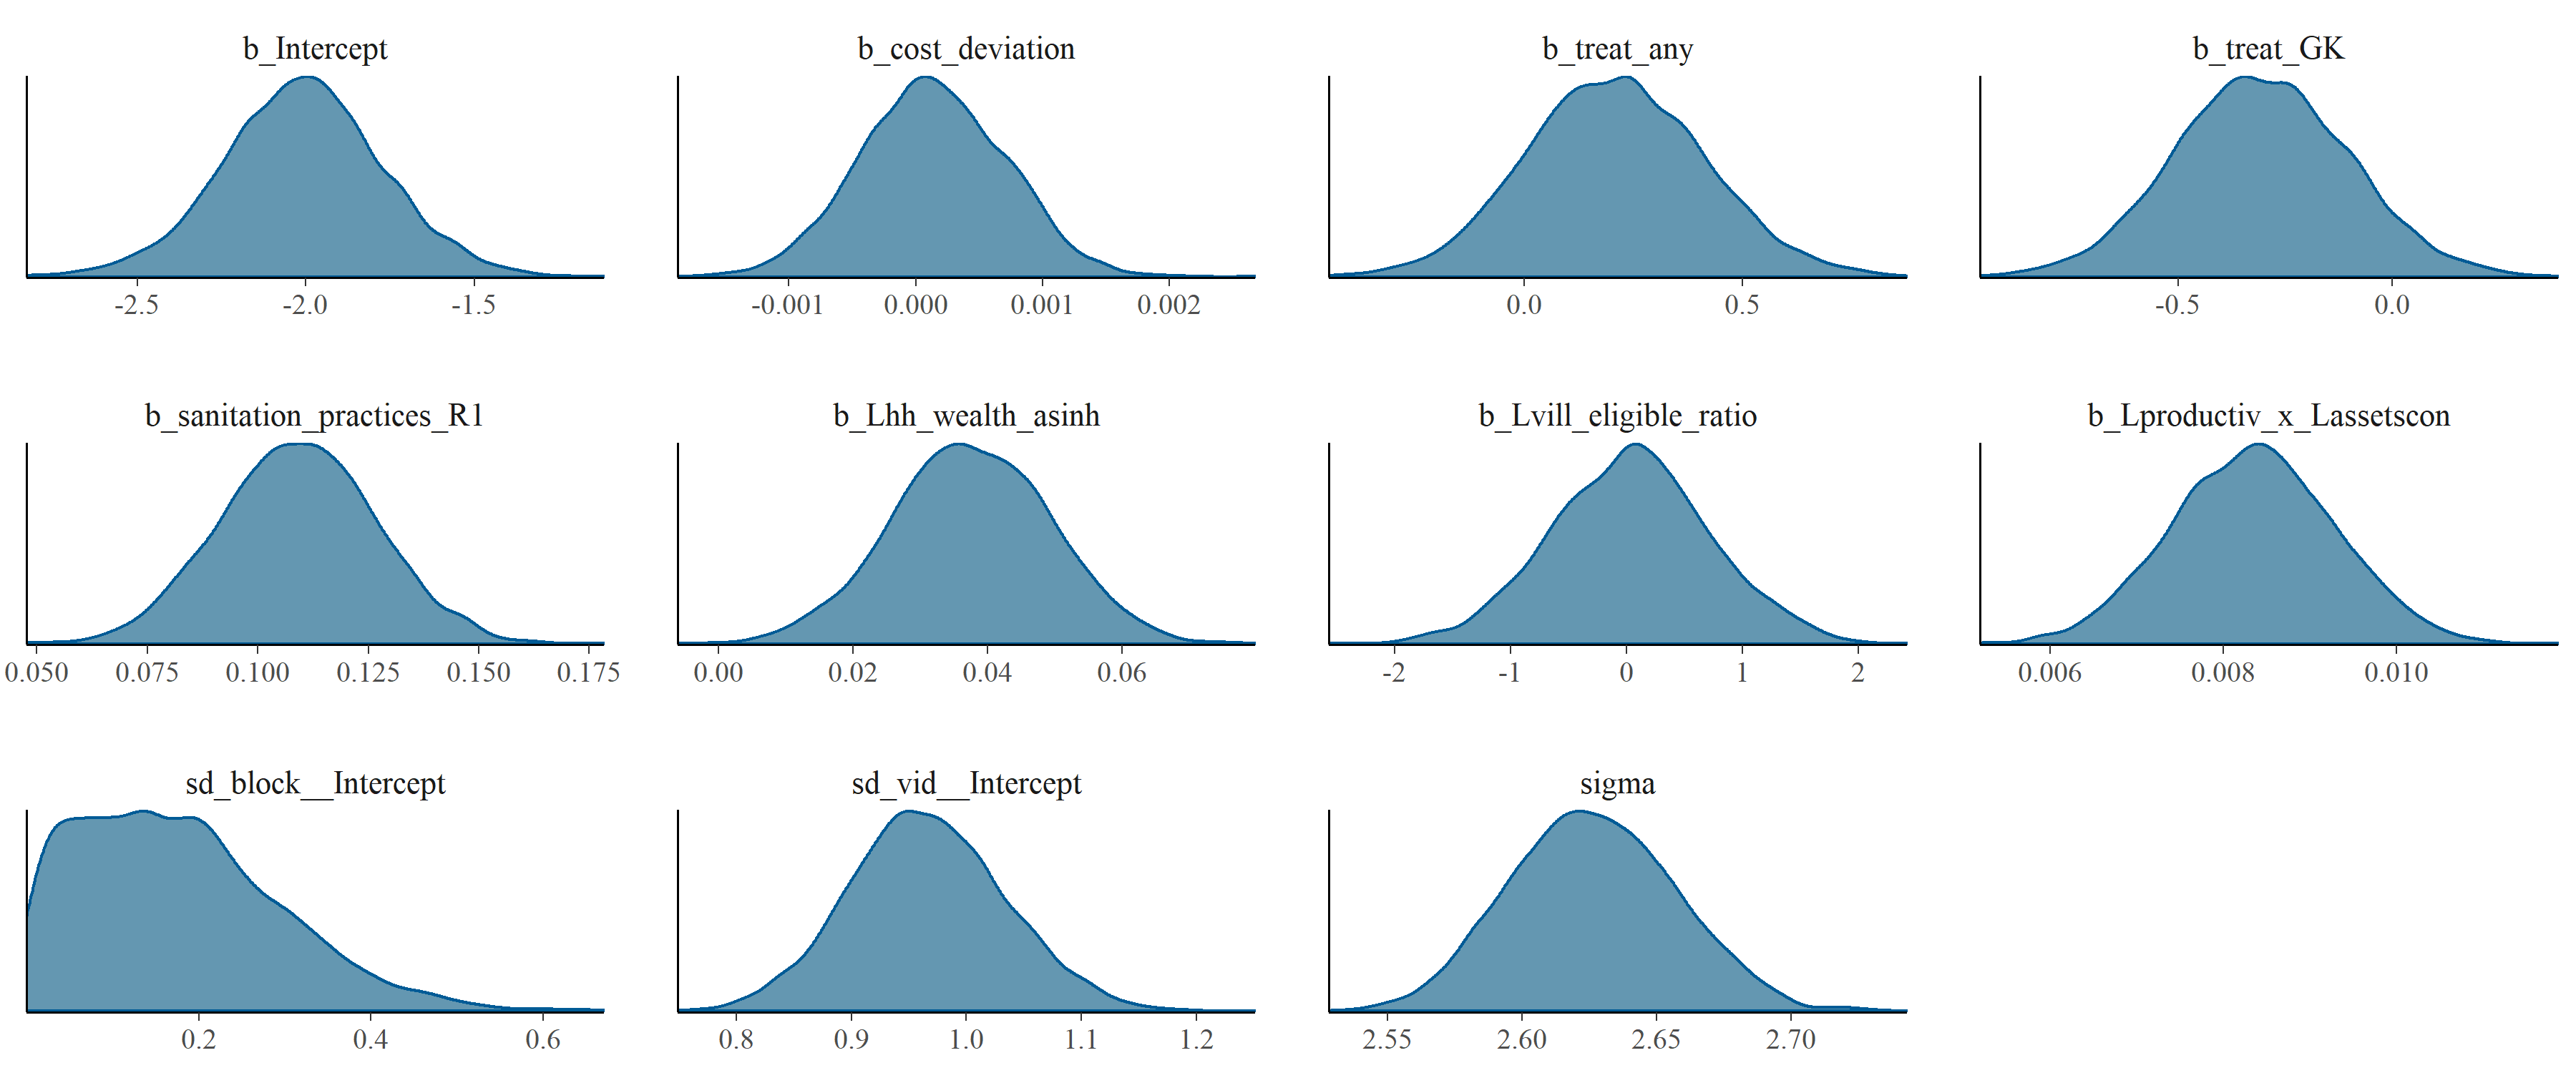 b_Intercept b_cost_deviation b_treat_any b_treat_GK
-2.5 -2.0 -1.5 -0.001 0.000 0.001 0.002 0.0 0.5 -0.5 0.0
b_sanitation_practices_R1 b_Lhh_wealth_asinh b_Lvill_eligible_ratio b_Lproductiv_x_Lassetscon
0.050 0.075 0.100 0.125 0.150 0.175 0.00 0.02 0.04 0.06 -2 -1 0 1 2 0.006 0.008 0.010
sd_block__Intercept sd_vid__Intercept sigma
0.2 0.4 0.6 0.8 0.9 1.0 1.1 1.2 2.55 2.60 2.65 2.70